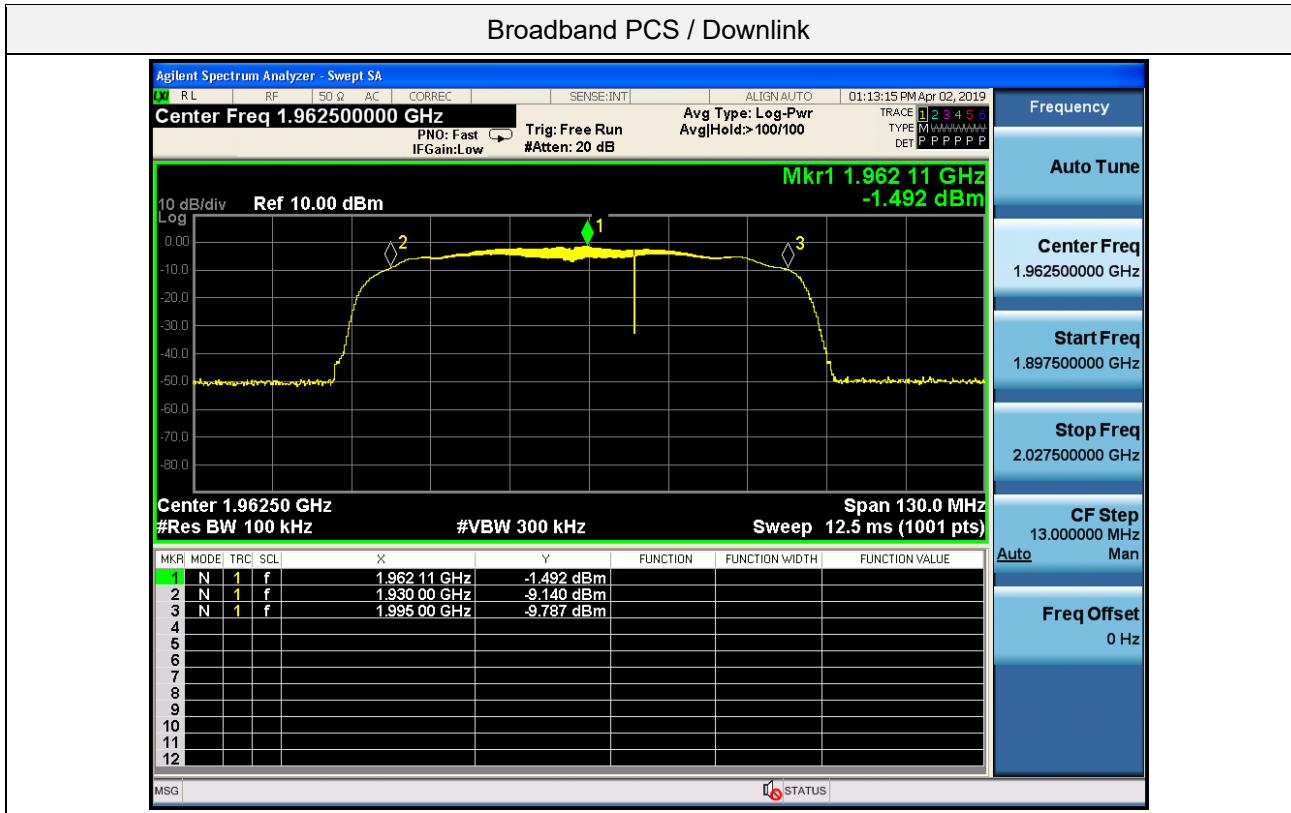 Broadband PCS / Downlink
Agilent Spectrum Analyzer - Swept SA
LXI RL RF 50 Ω AC CORREC SENSE:INT ALIGN AUTO 01:13:15 PM Apr 02, 2019
Center Freq 1.962500000 GHz
PNO: Fast
IFGain:Low
Trig: Free Run
#Atten: 20 dB
Avg Type: Log-Pwr
Avg|Hold:>100/100
TRACE 1 2 3 4 5 6
TYPE M
DET P P P P P P
Frequency
Auto Tune
Center Freq
1.962500000 GHz
Start Freq
1.897500000 GHz
Stop Freq
2.027500000 GHz
CF Step
13.000000 MHz
Auto Man
Freq Offset
0 Hz
Mkr1 1.962 11 GHz
-1.492 dBm
10 dB/div Ref 10.00 dBm
Log
1
2
3
0.00
-10.0
-20.0
-30.0
-40.0
-50.0
-60.0
-70.0
-80.0
Center 1.96250 GHz Span 130.0 MHz
#Res BW 100 kHz #VBW 300 kHz Sweep 12.5 ms (1001 pts)
MKR MODE TRC SCL X Y FUNCTION FUNCTION WIDTH FUNCTION VALUE
1 N 1 f 1.962 11 GHz -1.492 dBm
2 N 1 f 1.930 00 GHz -9.140 dBm
3 N 1 f 1.995 00 GHz -9.787 dBm
4
5
6
7
8
9
10
11
12
MSG STATUS